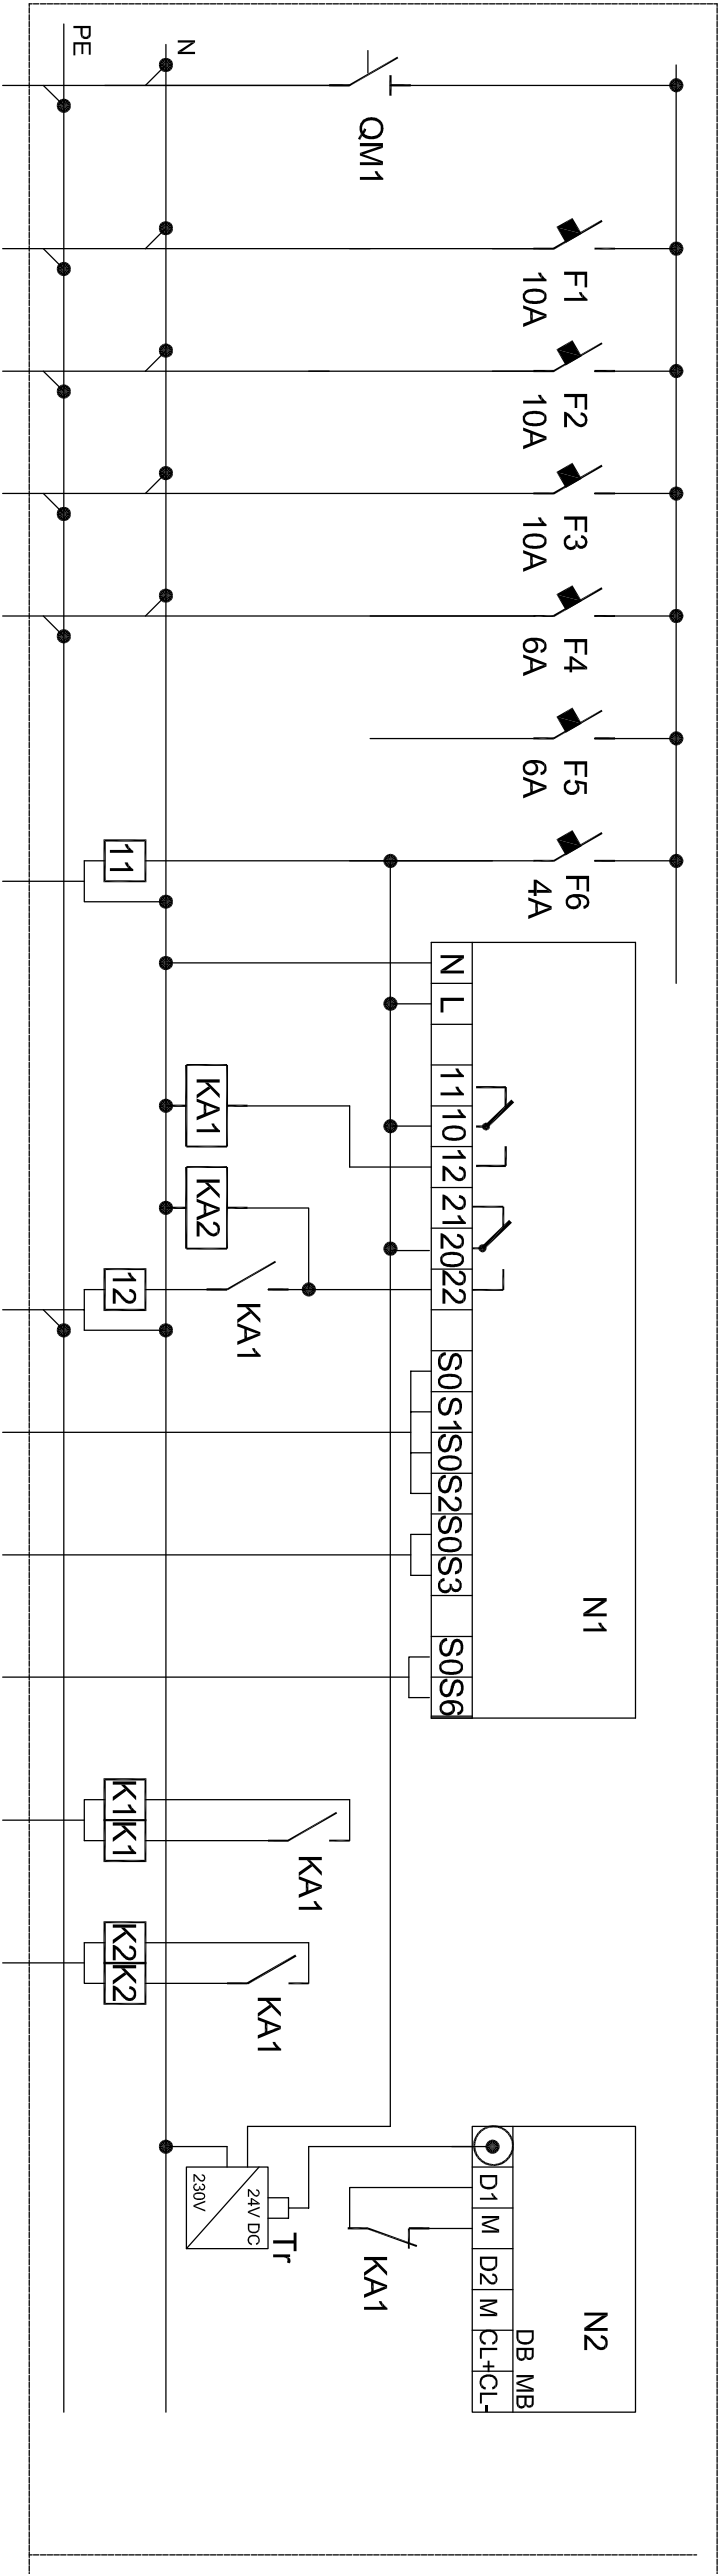 PE
N
QM1
F1
10A
F2
10A
F3
10A
F4
6A
F5
6A
F6
4A
11
N1
N
L
11
10
12
21
20
22
S0
S1
S0
S2
S0
S3
S0
S6
KA1
KA2
12
KA1
K1
K1
KA1
K2
K2
KA1
230V
24V DC
Tr
KA1
N2
D1
M
D2
M
CL+
CL-
DB
MB